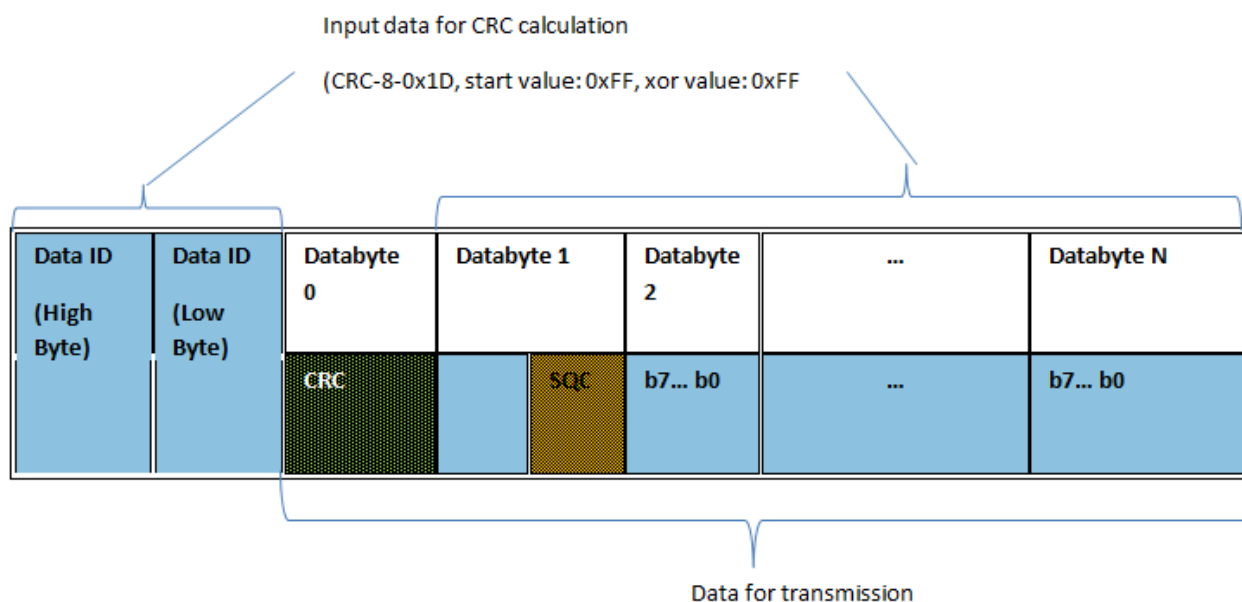 Input data for CRC calculation
(CRC-8-0x1D, start value: 0xFF, xor value: 0xFF
Data ID
(High
Byte)
Data ID
(Low
Byte)
Databyte
0
Databyte 1
Databyte
2
...
Databyte N
CRC
SQC
b7... b0
...
b7... b0
Data for transmission